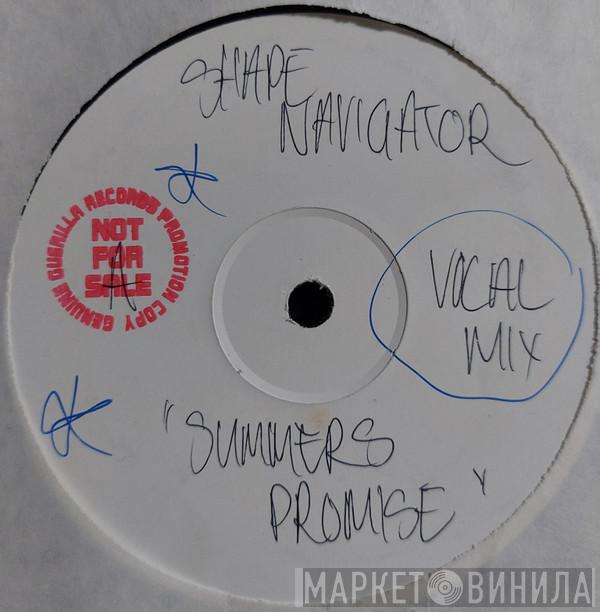 SHAPE
NAVIGATOR
GENUINE GUERILLA RECORDS PROMOTION COPY
NOT
FOR
SALE
A
VOCAL
MIX
"SUMMERS
PROMISE"
МАРКЕТ ВИНИЛА